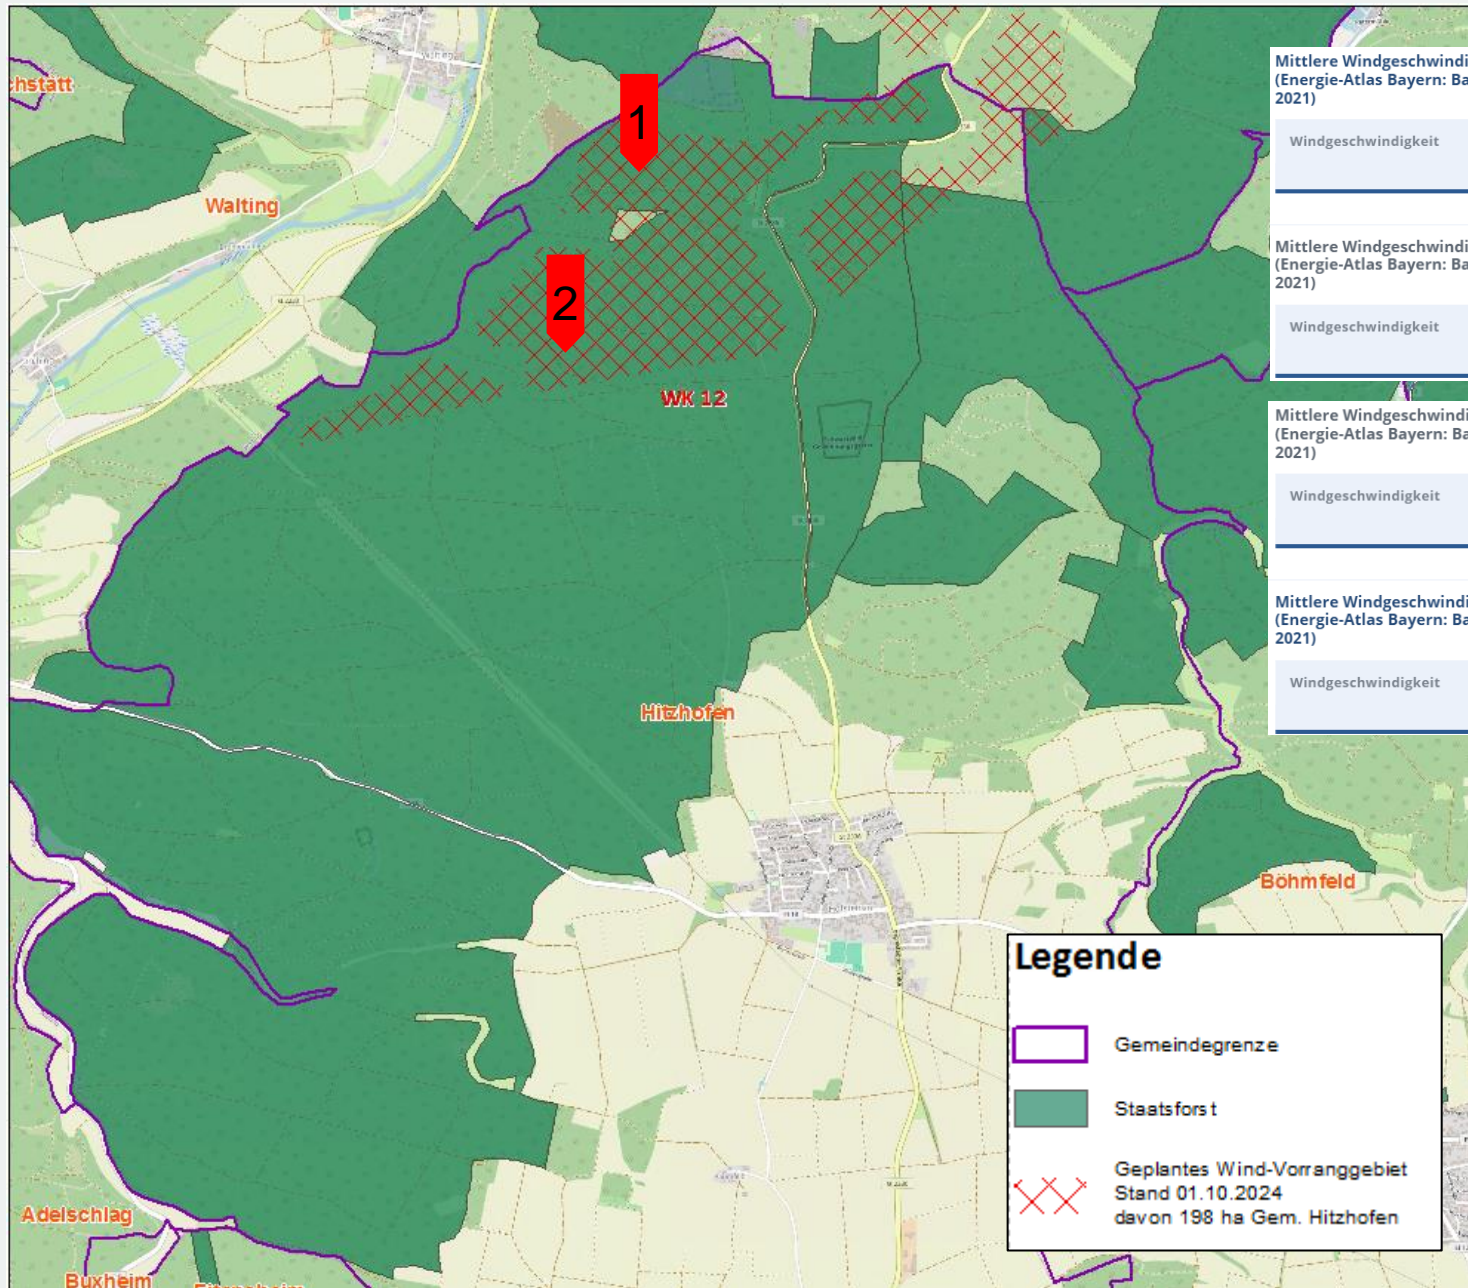 chstatt
Walting
1
2
WK 12
Hitzhofen
Böhmfeld
Adelschlag
Buxheim
Mittlere Windgeschwindi
(Energie-Atlas Bayern: Ba
2021)
Windgeschwindigkeit
Mittlere Windgeschwindi
(Energie-Atlas Bayern: Ba
2021)
Windgeschwindigkeit
Mittlere Windgeschwindi
(Energie-Atlas Bayern: Ba
2021)
Windgeschwindigkeit
Mittlere Windgeschwindi
(Energie-Atlas Bayern: Ba
2021)
Windgeschwindigkeit
Legende
Gemeindegrenze
Staatsforst
Geplantes Wind-Vorranggebiet
Stand 01.10.2024
davon 198 ha Gem. Hitzhofen